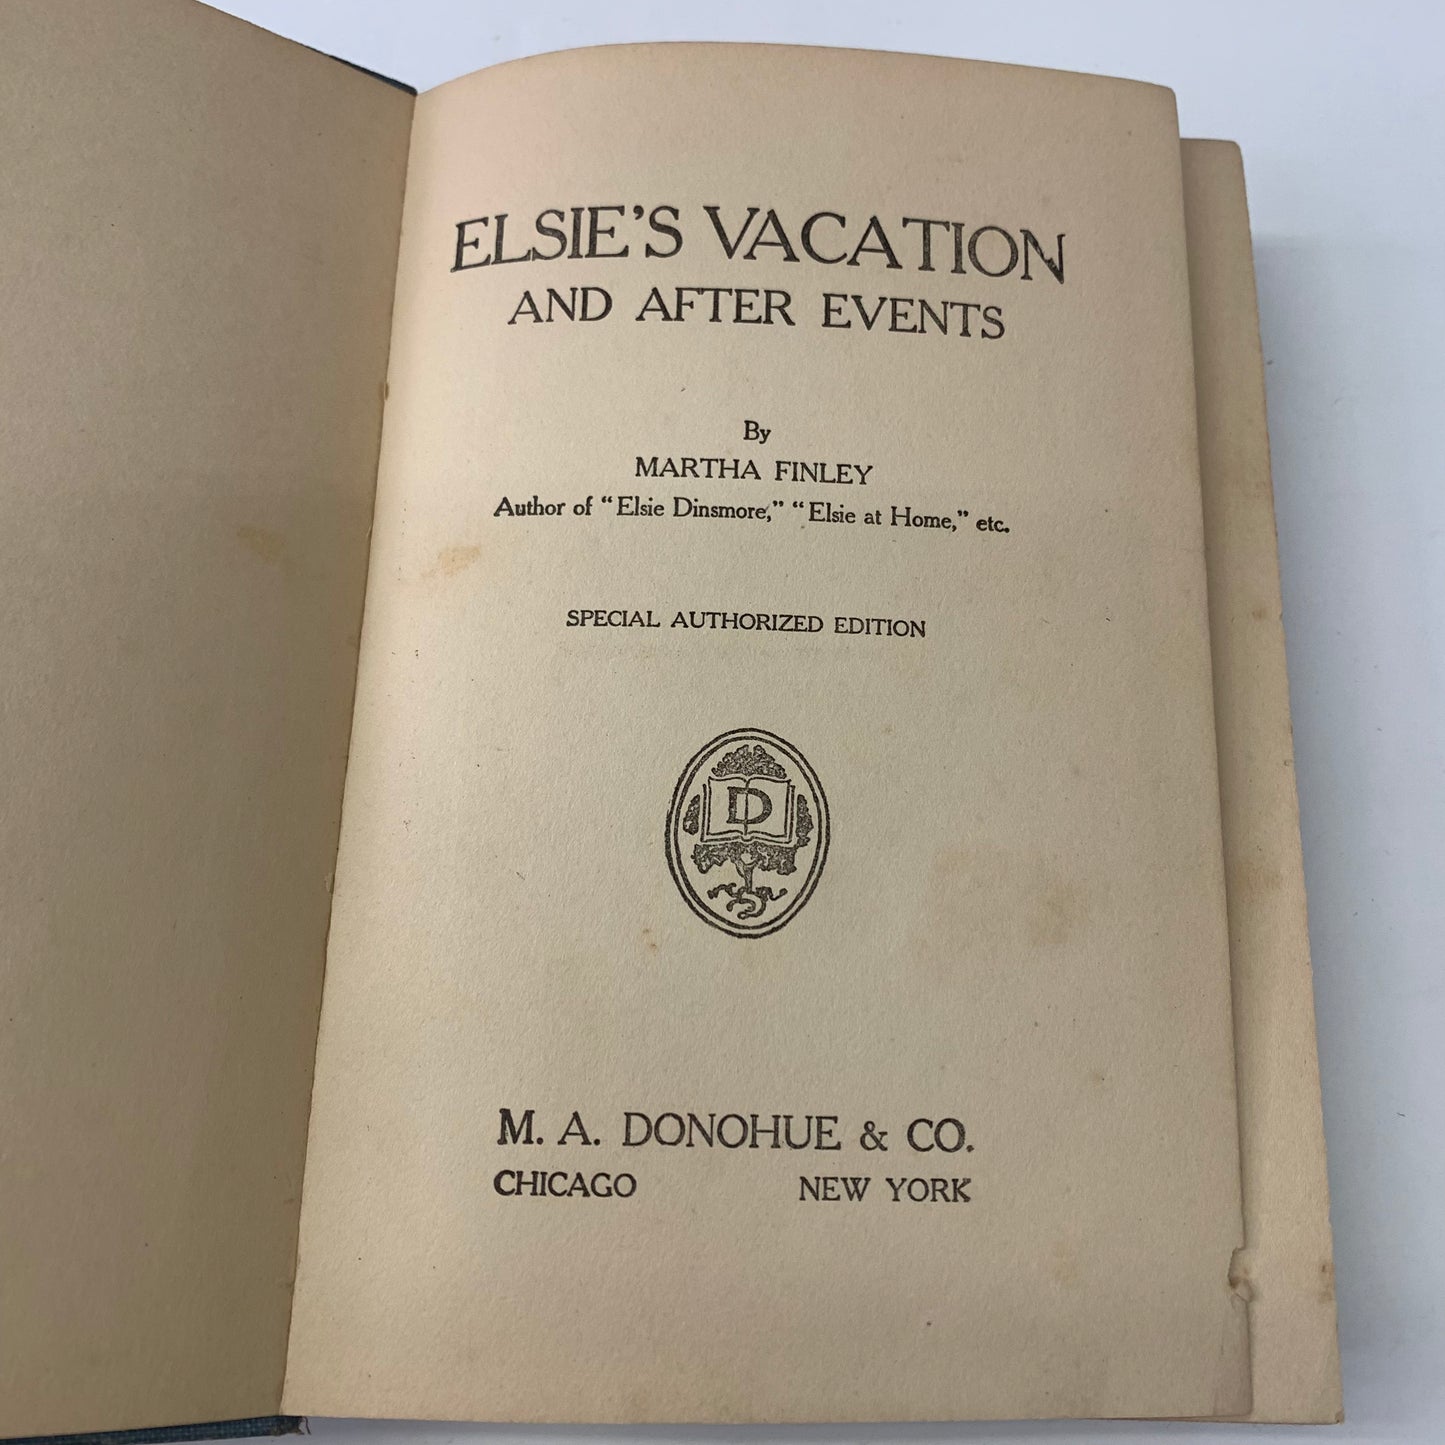 ELSIE'S VACATION
AND AFTER EVENTS
By
MARTHA FINLEY
Author of “Elsie Dinsmore,” “Elsie at Home,” etc.
SPECIAL AUTHORIZED EDITION
D
M. A. DONOHUE & CO.
CHICAGO NEW YORK